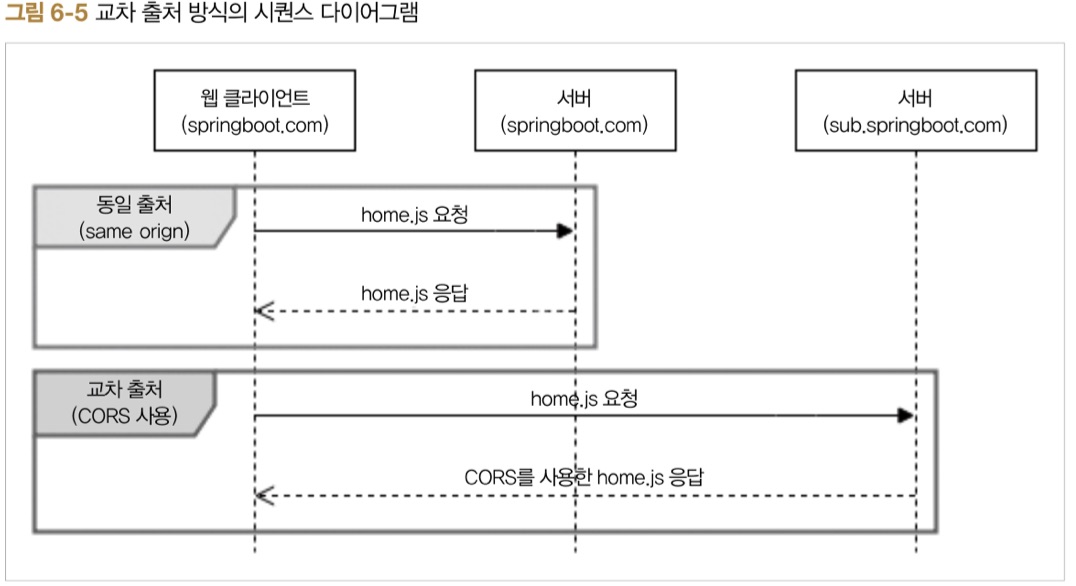 그림 6-5 교차 출처 방식의 시퀀스 다이어그램
웹 클라이언트
(springboot.com)
서버
(springboot.com)
서버
(sub.springboot.com)
동일 출처
(same orign)
home.js 요청
home.js 응답
교차 출처
(CORS 사용)
home.js 요청
CORS를 사용한 home.js 응답